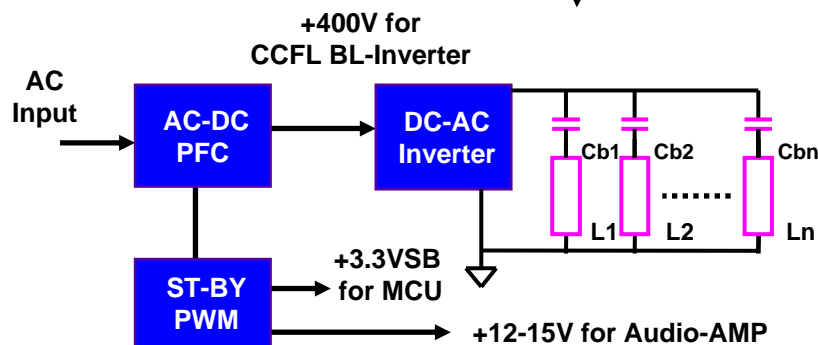 +400V for
CCFL BL-Inverter
AC
Input
AC-DC
PFC
DC-AC
Inverter
Cb1
Cb2
Cbn
L1
L2
Ln
ST-BY
PWM
+3.3VSB
for MCU
+12-15V for Audio-AMP